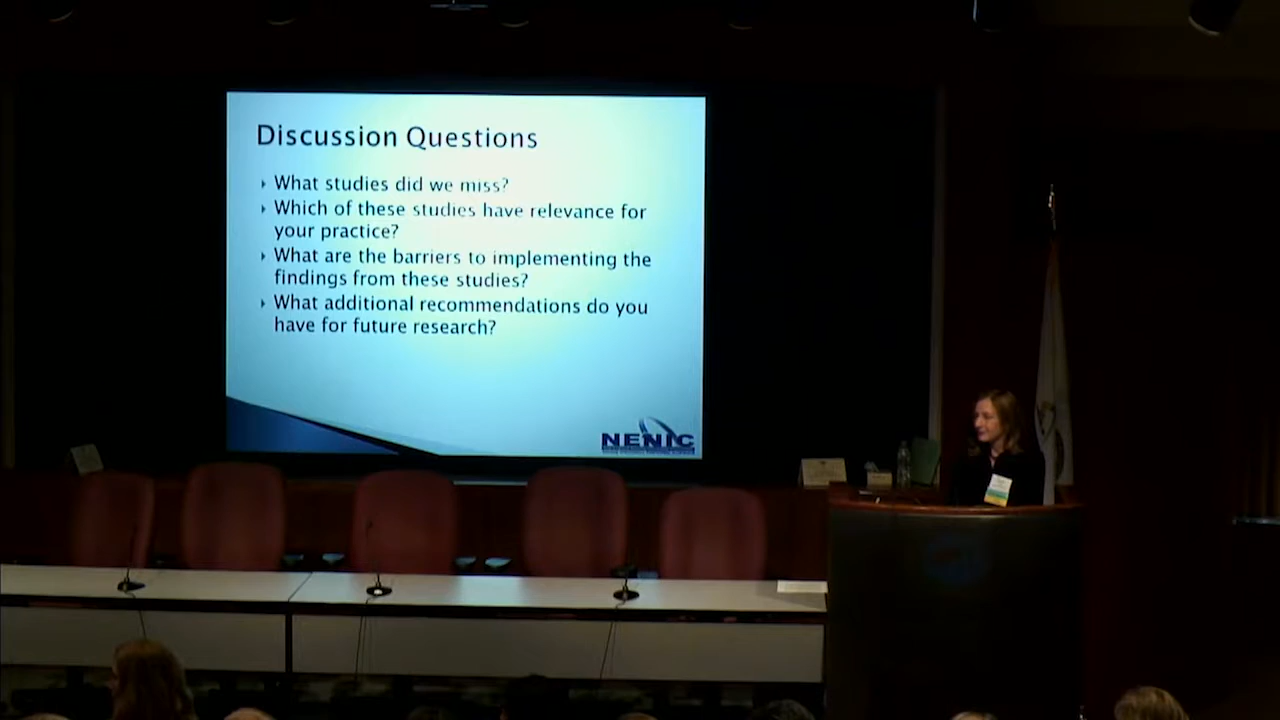 Discussion Questions
What studies did we miss?
Which of these studies have relevance for
your practice?
What are the barriers to implementing the
findings from these studies?
What additional recommendations do you
have for future research?
NENIC